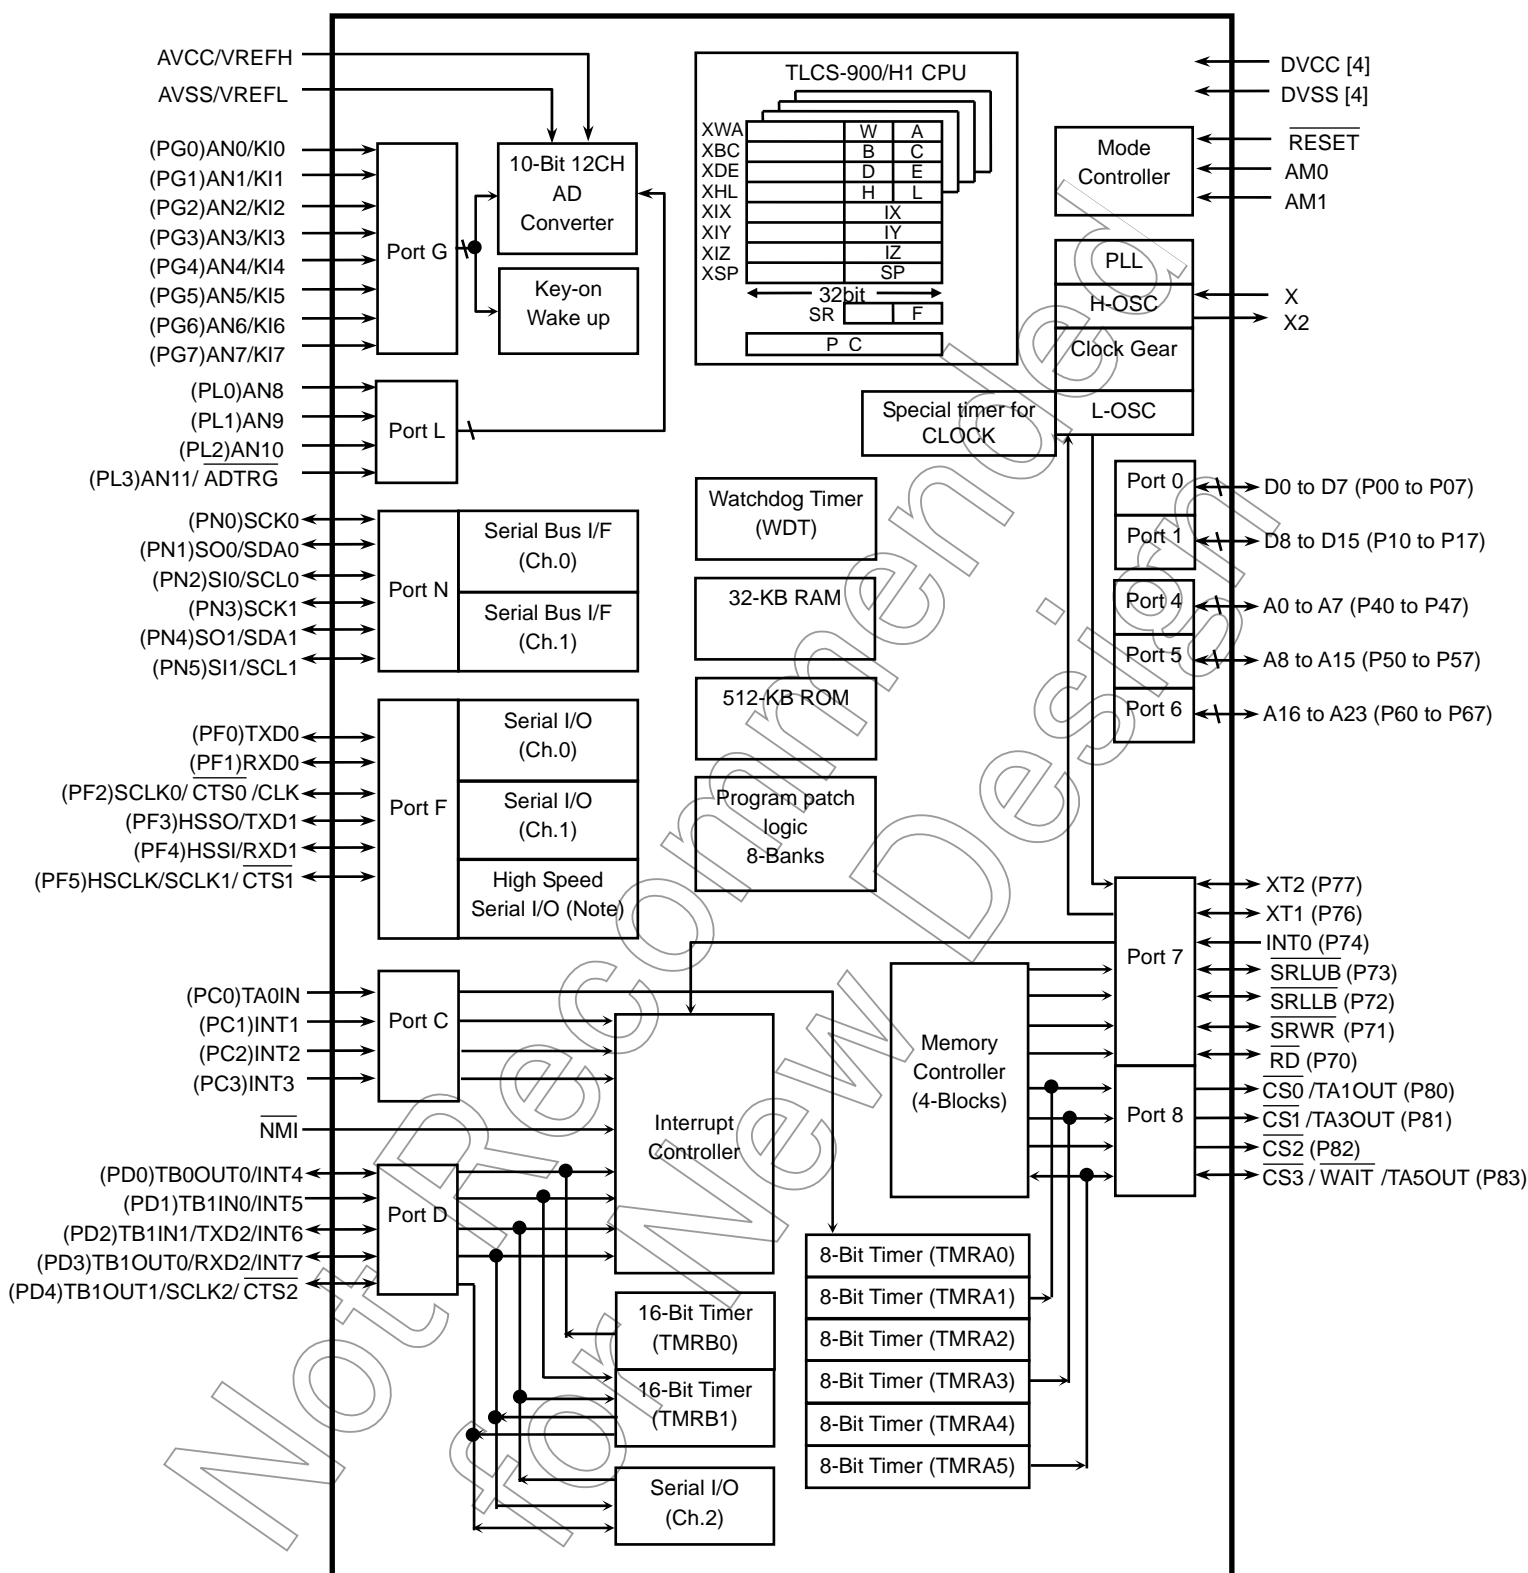 AVCC/VREFH
AVSS/VREFL
(PG0)AN0/KI0
(PG1)AN1/KI1
(PG2)AN2/KI2
(PG3)AN3/KI3
(PG4)AN4/KI4
(PG5)AN5/KI5
(PG6)AN6/KI6
(PG7)AN7/KI7
Port G
10-Bit 12CH
AD
Converter
Key-on
Wake up
(PL0)AN8
(PL1)AN9
(PL2)AN10
(PL3)AN11/ ADTRG
Port L
(PN0)SCK0
(PN1)SO0/SDA0
(PN2)SI0/SCL0
(PN3)SCK1
(PN4)SO1/SDA1
(PN5)SI1/SCL1
Port N
Serial Bus I/F
(Ch.0)
Serial Bus I/F
(Ch.1)
(PF0)TXD0
(PF1)RXD0
(PF2)SCLK0/ CTS0 /CLK
(PF3)HSSO/TXD1
(PF4)HSSI/RXD1
(PF5)HSCLK/SCLK1/ CTS1
Port F
Serial I/O
(Ch.0)
Serial I/O
(Ch.1)
High Speed
Serial I/O (Note)
(PC0)TA0IN
(PC1)INT1
(PC2)INT2
(PC3)INT3
Port C
NMI
(PD0)TB0OUT0/INT4
(PD1)TB1IN0/INT5
(PD2)TB1IN1/TXD2/INT6
(PD3)TB1OUT0/RXD2/INT7
(PD4)TB1OUT1/SCLK2/ CTS2
Port D
TLCS-900/H1 CPU
XWA W A
XBC B C
XDE D E
XHL H L
XIX IX
XIY IY
XIZ IZ
XSP SP
32bit
SR F
P C
Special timer for
CLOCK
Watchdog Timer
(WDT)
32-KB RAM
512-KB ROM
Program patch
logic
8-Banks
Interrupt
Controller
16-Bit Timer
(TMRB0)
16-Bit Timer
(TMRB1)
Serial I/O
(Ch.2)
Memory
Controller
(4-Blocks)
8-Bit Timer (TMRA0)
8-Bit Timer (TMRA1)
8-Bit Timer (TMRA2)
8-Bit Timer (TMRA3)
8-Bit Timer (TMRA4)
8-Bit Timer (TMRA5)
Mode
Controller
PLL
H-OSC
Clock Gear
L-OSC
Port 0
Port 1
Port 4
Port 5
Port 6
Port 7
Port 8
DVCC [4]
DVSS [4]
RESET
AM0
AM1
X
X2
D0 to D7 (P00 to P07)
D8 to D15 (P10 to P17)
A0 to A7 (P40 to P47)
A8 to A15 (P50 to P57)
A16 to A23 (P60 to P67)
XT2 (P77)
XT1 (P76)
INT0 (P74)
SRLUB (P73)
SRLLB (P72)
SRWR (P71)
RD (P70)
CS0 /TA1OUT (P80)
CS1 /TA3OUT (P81)
CS2 (P82)
CS3 / WAIT /TA5OUT (P83)
Not Recommended
for New Design